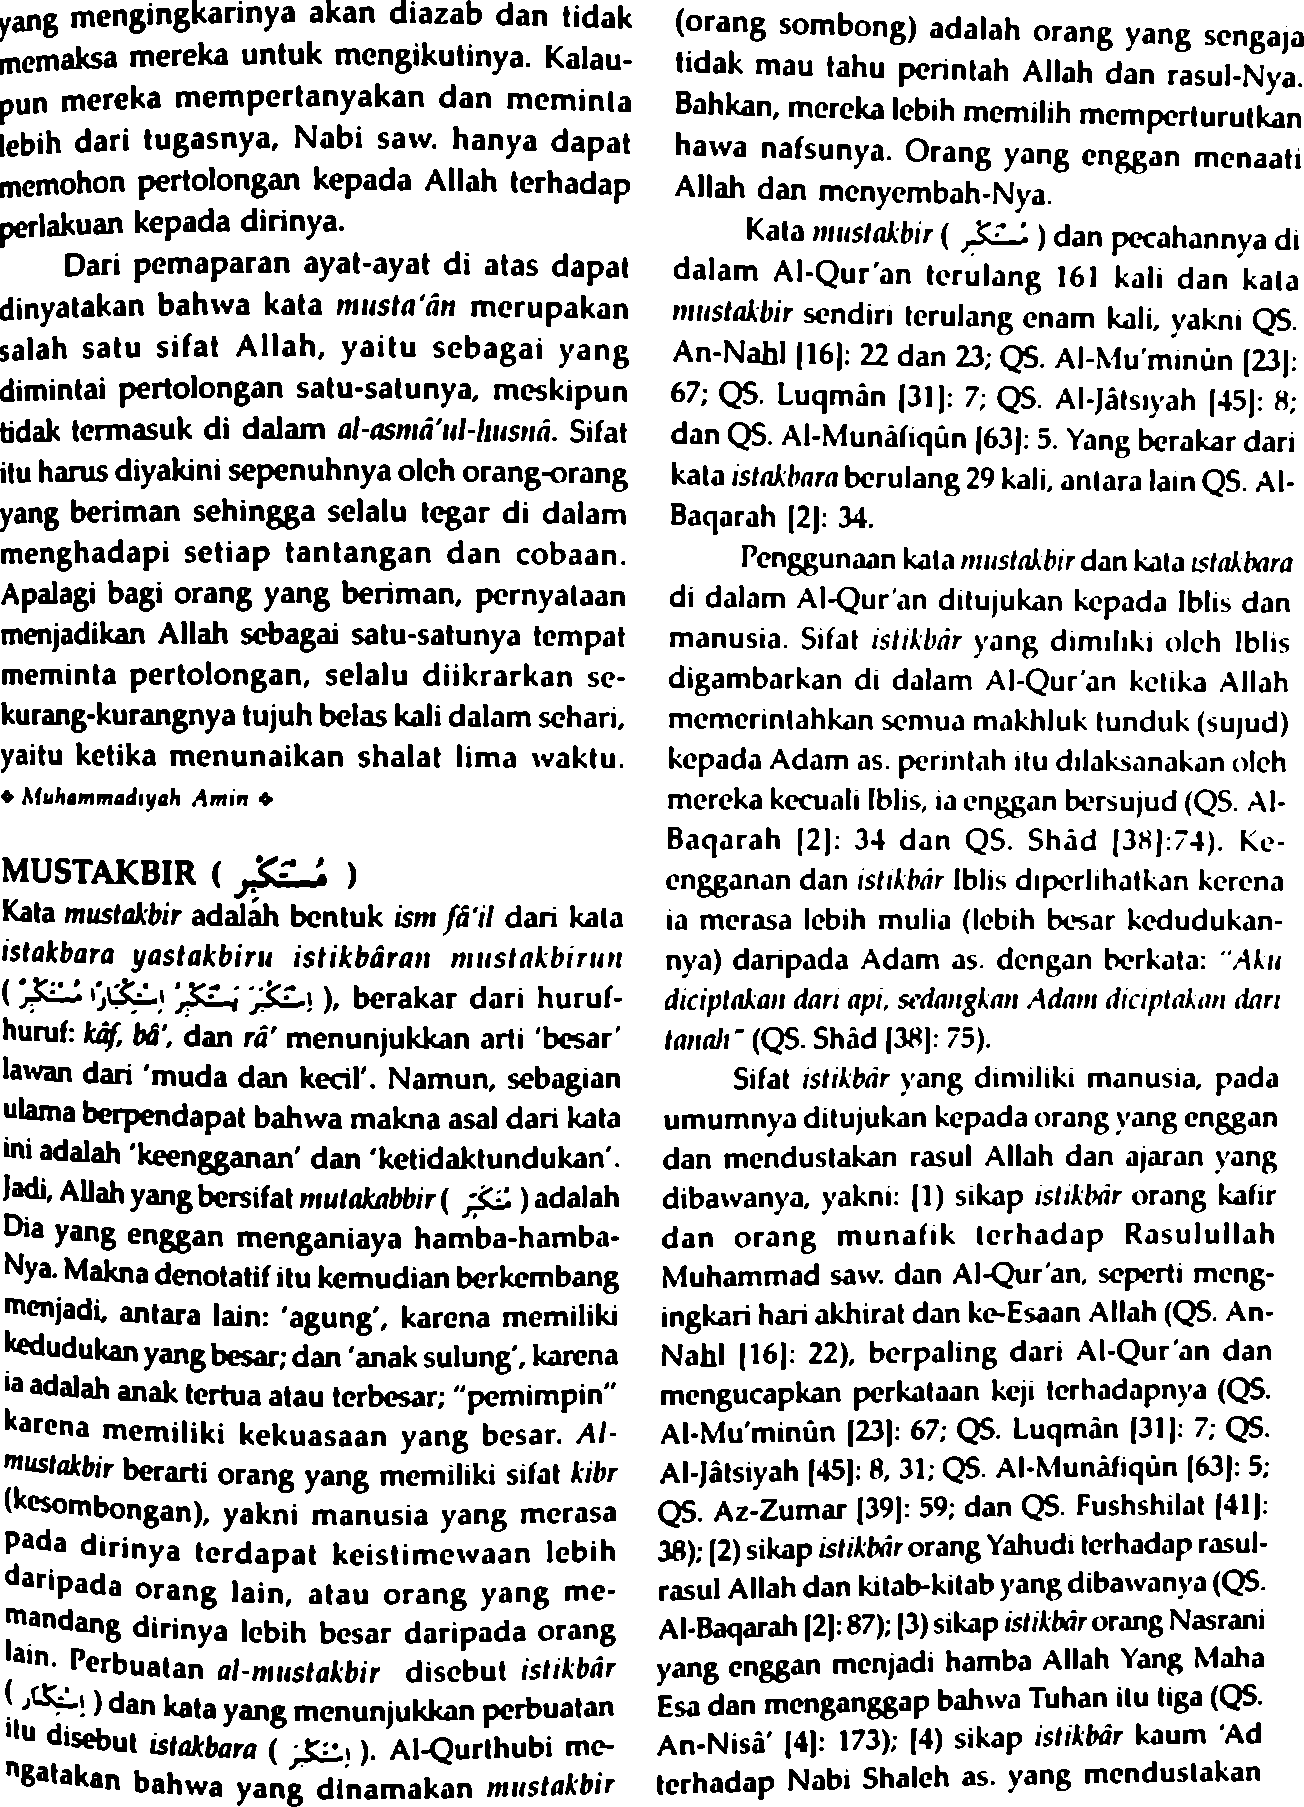 yang mengingkarinya akan diazab dan tidak
memaksa mereka untuk mengikutinya. Kalau-
pun mereka mempertanyakan dan meminta
lebih dari tugasnya, Nabi saw. hanya dapat
memohon pertolongan kepada Allah terhadap
perlakuan kepada dirinya.
Dari pemaparan ayat-ayat di atas dapat
dinyatakan bahwa kata musta'ân merupakan
salah satu sifat Allah, yaitu sebagai yang
dimintai pertolongan satu-satunya, meskipun
tidak termasuk di dalam al-asmâ'ul-husnâ. Sifat
itu harus diyakini sepenuhnya oleh orang-orang
yang beriman sehingga selalu tegar di dalam
menghadapi setiap tantangan dan cobaan.
Apalagi bagi orang yang beriman, pernyataan
menjadikan Allah sebagai satu-satunya tempat
meminta pertolongan, selalu diikrarkan se-
kurang-kurangnya tujuh belas kali dalam sehari,
yaitu ketika menunaikan shalat lima waktu.
◆ Muhammadiyah Amin ◆
MUSTAKBIR ( مُسْتَكْبِر )
Kata mustakbir adalah bentuk ism fâ'il dari kata
istakbara yastakbiru istikbâran mustakbirun
( اِسْتَكْبَرَ يَسْتَكْبِرُ اِسْتِكْبَارًا مُسْتَكْبِرٌ ), berakar dari huruf-
huruf: kâf, bâ', dan râ' menunjukkan arti 'besar'
lawan dari 'muda dan kecil'. Namun, sebagian
ulama berpendapat bahwa makna asal dari kata
ini adalah 'keengganan' dan 'ketidaktundukan'.
Jadi, Allah yang bersifat mutakabbir ( مُتَكَبِّر ) adalah
Dia yang enggan menganiaya hamba-hamba-
Nya. Makna denotatif itu kemudian berkembang
menjadi, antara lain: 'agung', karena memiliki
kedudukan yang besar; dan 'anak sulung', karena
ia adalah anak tertua atau terbesar; "pemimpin"
karena memiliki kekuasaan yang besar. Al-
mustakbir berarti orang yang memiliki sifat kibr
(kesombongan), yakni manusia yang merasa
pada dirinya terdapat keistimewaan lebih
daripada orang lain, atau orang yang me-
mandang dirinya lebih besar daripada orang
lain. Perbuatan al-mustakbir disebut istikbâr
( اِسْتِكْبَار ) dan kata yang menunjukkan perbuatan
itu disebut istakbara ( اِسْتَكْبَرَ ). Al-Qurthubi me-
ngatakan bahwa yang dinamakan mustakbir
(orang sombong) adalah orang yang sengaja
tidak mau tahu perintah Allah dan rasul-Nya.
Bahkan, mereka lebih memilih memperturutkan
hawa nafsunya. Orang yang enggan menaati
Allah dan menyembah-Nya.
Kata mustakbir ( مُسْتَكْبِر ) dan pecahannya di
dalam Al-Qur'an terulang 161 kali dan kata
mustakbir sendiri terulang enam kali, yakni QS.
An-Nahl [16]: 22 dan 23; QS. Al-Mu'minûn [23]:
67; QS. Luqmân [31]: 7; QS. Al-Jâtsiyah [45]: 8;
dan QS. Al-Munâfiqûn [63]: 5. Yang berakar dari
kata istakbara berulang 29 kali, antara lain QS. Al-
Baqarah [2]: 34.
Penggunaan kata mustakbir dan kata istakbara
di dalam Al-Qur'an ditujukan kepada Iblis dan
manusia. Sifat istikbâr yang dimiliki oleh Iblis
digambarkan di dalam Al-Qur'an ketika Allah
memerintahkan semua makhluk tunduk (sujud)
kepada Adam as. perintah itu dilaksanakan oleh
mereka kecuali Iblis, ia enggan bersujud (QS. Al-
Baqarah [2]: 34 dan QS. Shâd [38]:74). Ke-
engganan dan istikbâr Iblis diperlihatkan kerena
ia merasa lebih mulia (lebih besar kedudukan-
nya) daripada Adam as. dengan berkata: "Aku
diciptakan dari api, sedangkan Adam diciptakan dari
tanah" (QS. Shâd [38]: 75).
Sifat istikbâr yang dimiliki manusia, pada
umumnya ditujukan kepada orang yang enggan
dan mendustakan rasul Allah dan ajaran yang
dibawanya, yakni: [1) sikap istikbâr orang kafir
dan orang munafik terhadap Rasulullah
Muhammad saw. dan Al-Qur'an, seperti meng-
ingkari hari akhirat dan ke-Esaan Allah (QS. An-
Nahl [16]: 22), berpaling dari Al-Qur'an dan
mengucapkan perkataan keji terhadapnya (QS.
Al-Mu'minûn [23]: 67; QS. Luqmân [31]: 7; QS.
Al-Jâtsiyah [45]: 8, 31; QS. Al-Munâfiqûn [63]: 5;
QS. Az-Zumar [39]: 59; dan QS. Fushshilat [41]:
38); [2) sikap istikbâr orang Yahudi terhadap rasul-
rasul Allah dan kitab-kitab yang dibawanya (QS.
Al-Baqarah [2]: 87); [3) sikap istikbâr orang Nasrani
yang enggan menjadi hamba Allah Yang Maha
Esa dan menganggap bahwa Tuhan itu tiga (QS.
An-Nisâ' [4]: 173); [4) sikap istikbâr kaum 'Ad
terhadap Nabi Shaleh as. yang mendustakan